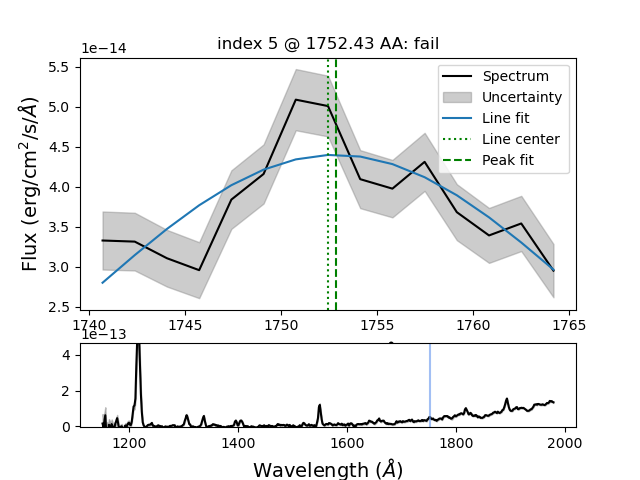 index 5 @ 1752.43 AA: fail
1e−14
5.5
5.0
4.5
4.0
3.5
3.0
2.5
Flux (erg/cm²/s/Å)
Spectrum
Uncertainty
Line fit
Line center
Peak fit
1740 1745 1750 1755 1760 1765
1e−13
4
2
0
1200 1400 1600 1800 2000
Wavelength (Å)